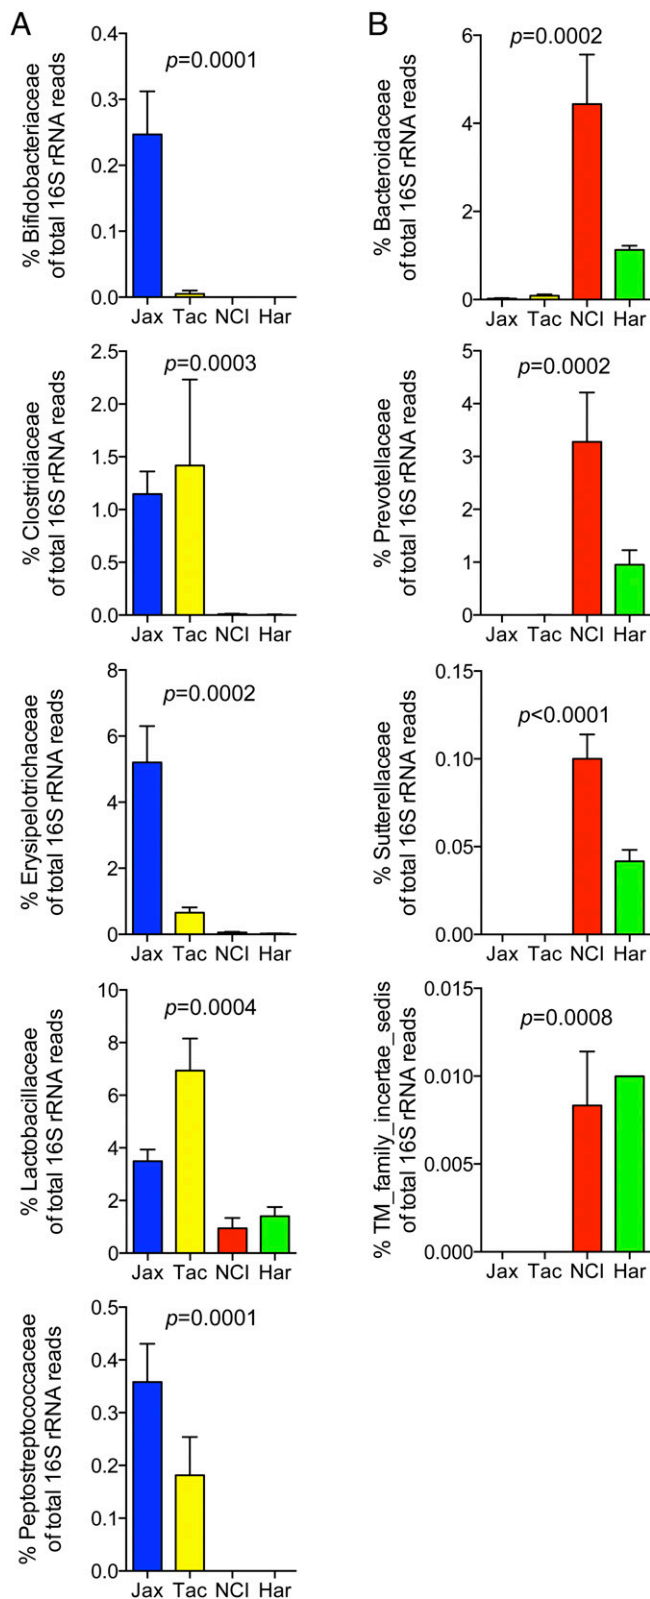 A
% Bifidobacteriaceae
of total 16S rRNA reads
0.4
0.3
0.2
0.1
0.0
p=0.0001
Jax Tac NCI Har
% Clostridiaceae
of total 16S rRNA reads
2.5
2.0
1.5
1.0
0.5
0.0
p=0.0003
Jax Tac NCI Har
% Erysipelotrichaceae
of total 16S rRNA reads
8
6
4
2
0
p=0.0002
Jax Tac NCI Har
% Lactobacillaceae
of total 16S rRNA reads
10
8
6
4
2
0
p=0.0004
Jax Tac NCI Har
% Peptostreptococcaceae
of total 16S rRNA reads
0.5
0.4
0.3
0.2
0.1
0.0
p=0.0001
Jax Tac NCI Har
B
% Bacteroidaceae
of total 16S rRNA reads
6
4
2
0
p=0.0002
Jax Tac NCI Har
% Prevotellaceae
of total 16S rRNA reads
5
4
3
2
1
0
p=0.0002
Jax Tac NCI Har
% Sutterellaceae
of total 16S rRNA reads
0.15
0.10
0.05
0.00
p<0.0001
Jax Tac NCI Har
% TM_family_incertae_sedis
of total 16S rRNA reads
0.015
0.010
0.005
0.000
p=0.0008
Jax Tac NCI Har